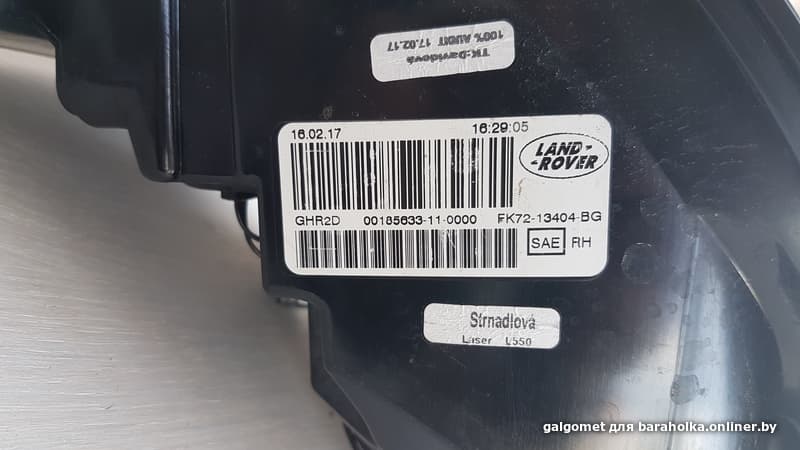 TK:Davidová
100% AUDIT 17.02.17
16.02.17 16:29:05
LAND-
-ROVER
GHR2D 00185633-11-0000 FK72-13404-BG
SAE RH
Strnadlová
Laser L550
galgomet для baraholka.onliner.by